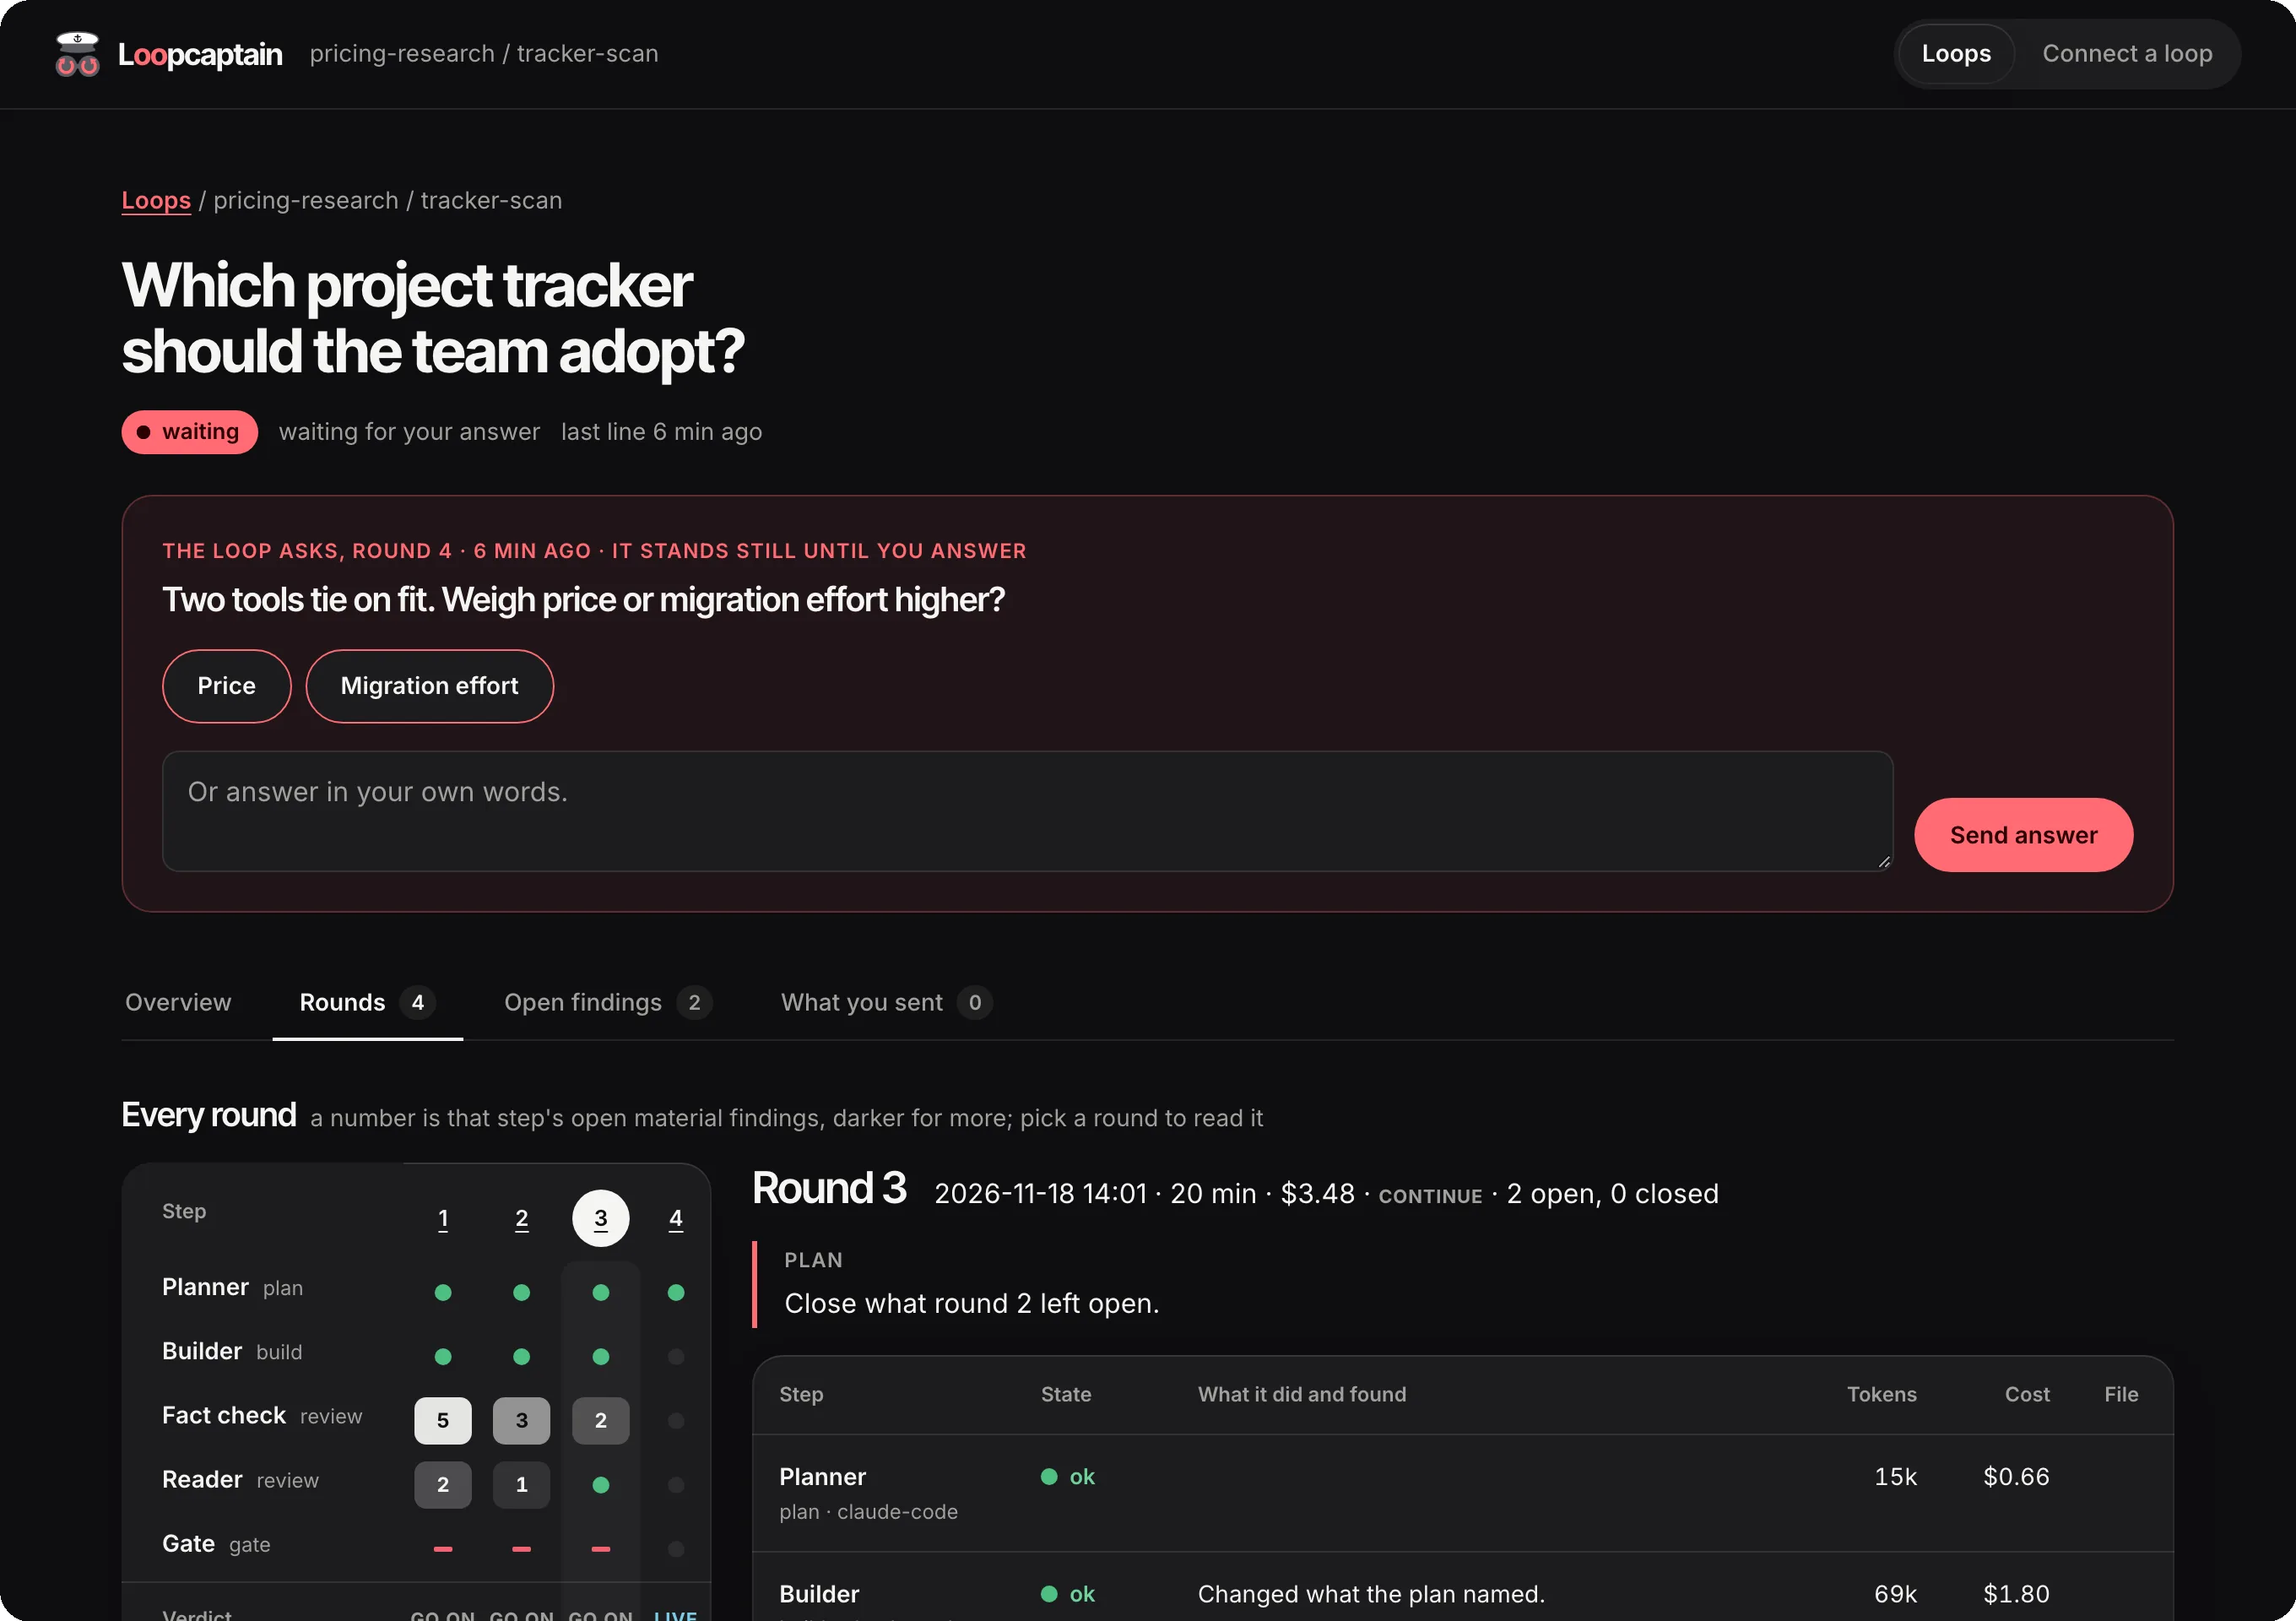 Loopcaptain pricing-research / tracker-scan Loops Connect a loop
Loops / pricing-research / tracker-scan
Which project tracker
should the team adopt?
waiting waiting for your answer last line 6 min ago
THE LOOP ASKS, ROUND 4 · 6 MIN AGO · IT STANDS STILL UNTIL YOU ANSWER
Two tools tie on fit. Weigh price or migration effort higher?
Price Migration effort
Or answer in your own words.
Send answer
Overview Rounds 4 Open findings 2 What you sent 0
Every round a number is that step's open material findings, darker for more; pick a round to read it
Step 1 2 3 4
Planner plan
Builder build
Fact check review 5 3 2
Reader review 2 1
Gate gate
Verdict GO ON GO ON GO ON LIVE
Round 3 2026-11-18 14:01 · 20 min · $3.48 · CONTINUE · 2 open, 0 closed
PLAN
Close what round 2 left open.
Step State What it did and found Tokens Cost File
Planner ok 15k $0.66
plan · claude-code
Builder ok Changed what the plan named. 69k $1.80